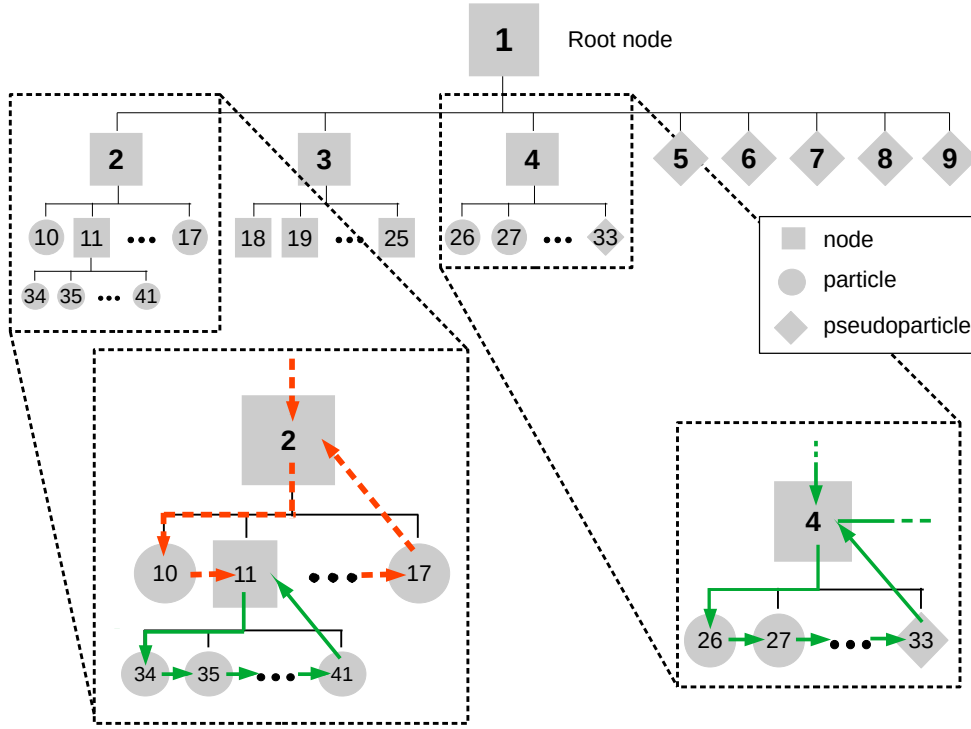 1 Root node
2 3 4 5 6 7 8 9
10 11 ••• 17 18 19 ••• 25 26 27 ••• 33
34 35 ••• 41
node
particle
pseudoparticle
2
10 11 ••• 17
34 35 ••• 41
4
26 27 ••• 33